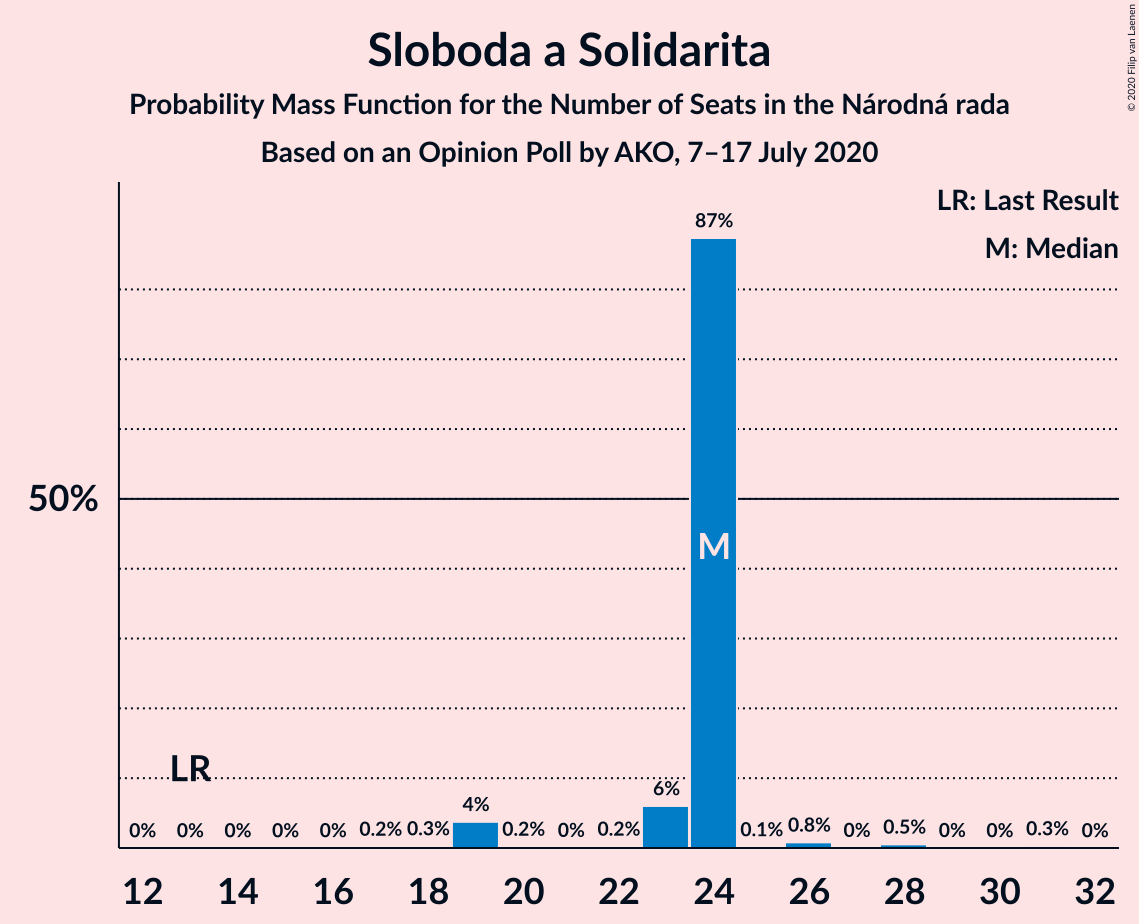 Sloboda a Solidarita
Probability Mass Function for the Number of Seats in the Národná rada
Based on an Opinion Poll by AKO, 7–17 July 2020
© 2020 Filip van Laenen
LR: Last Result
M: Median
87%
50%
M
LR
6%
4%
0% 0% 0% 0% 0% 0.2% 0.3% 0.2% 0% 0.2% 0.1% 0.8% 0% 0.5% 0% 0% 0.3% 0%
12 14 16 18 20 22 24 26 28 30 32